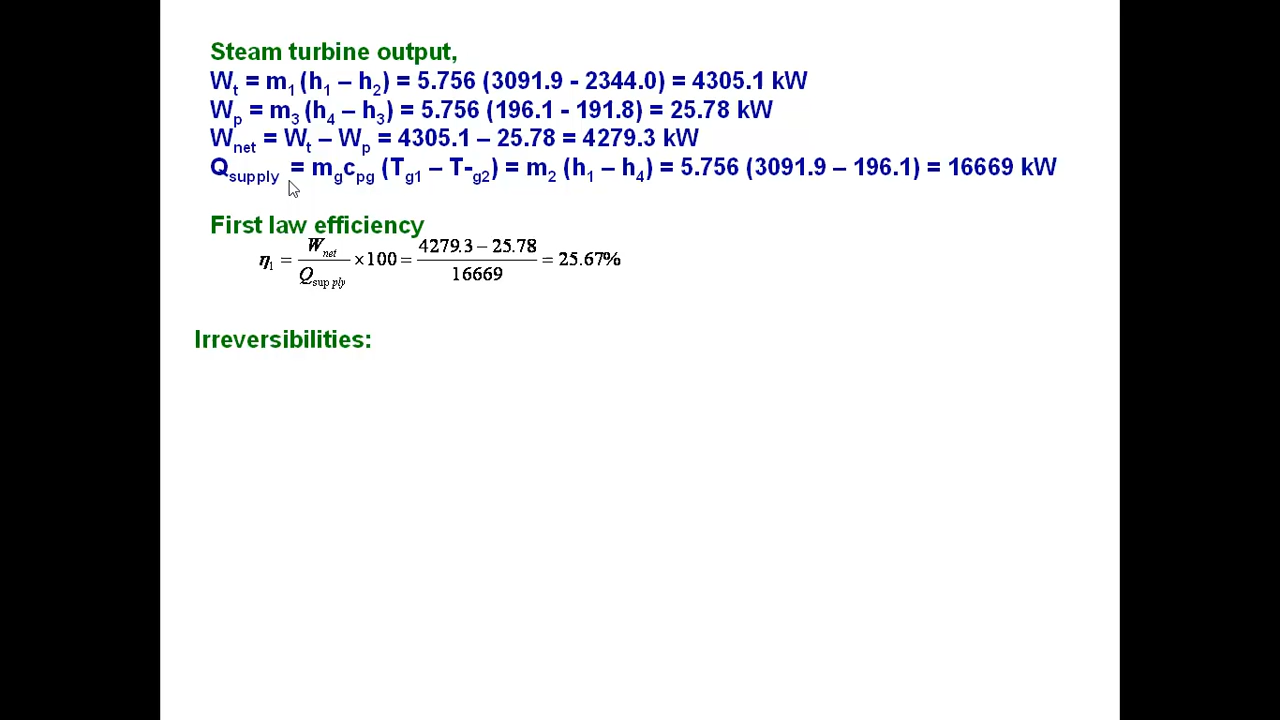 Steam turbine output,
Wt = m1 (h1 – h2) = 5.756 (3091.9 - 2344.0) = 4305.1 kW
Wp = m3 (h4 – h3) = 5.756 (196.1 - 191.8) = 25.78 kW
Wnet = Wt – Wp = 4305.1 – 25.78 = 4279.3 kW
Qsupply = mgcpg (Tg1 – T-g2) = m2 (h1 – h4) = 5.756 (3091.9 – 196.1) = 16669 kW
First law efficiency
η1 = Wnet / Qsupply ×100 = 4279.3 – 25.78 / 16669 = 25.67%
Irreversibilities: